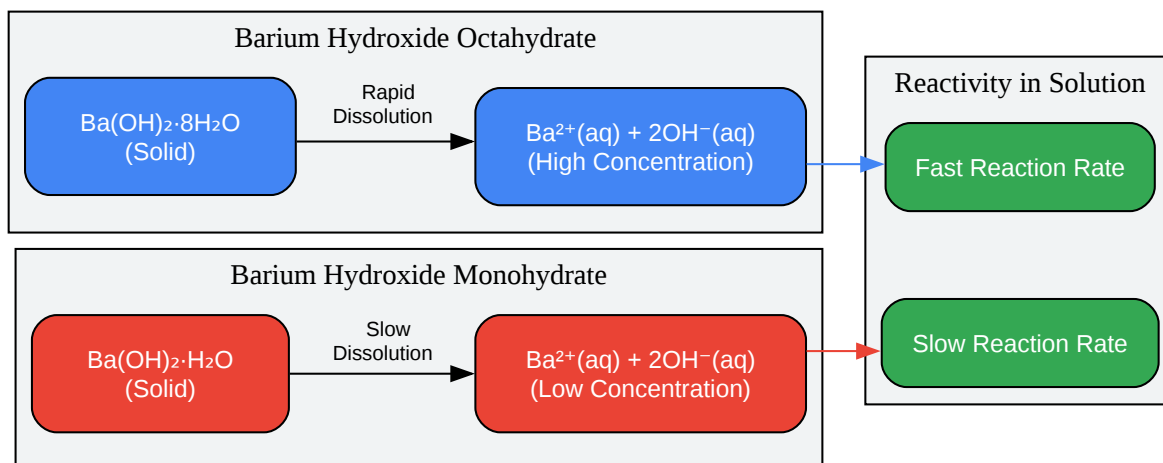 Barium Hydroxide Octahydrate
Ba(OH)₂·8H₂O
(Solid)
Rapid
Dissolution
Ba²⁺(aq) + 2OH⁻(aq)
(High Concentration)
Barium Hydroxide Monohydrate
Ba(OH)₂·H₂O
(Solid)
Slow
Dissolution
Ba²⁺(aq) + 2OH⁻(aq)
(Low Concentration)
Reactivity in Solution
Fast Reaction Rate
Slow Reaction Rate